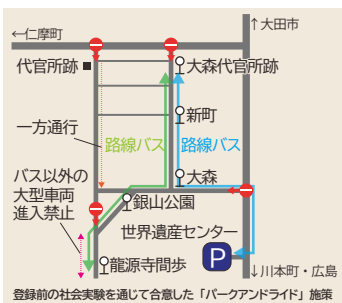 ↑大田市
←仁摩町
代官所跡
大森代官所跡
新町
一方通行
路線バス
路線バス
バス以外の
大型車両
進入禁止
大森
銀山公園
世界遺産センター
P
龍源寺間歩
↓川本町・広島
登録前の社会実験を通じて合意した「パークアンドライド」施策